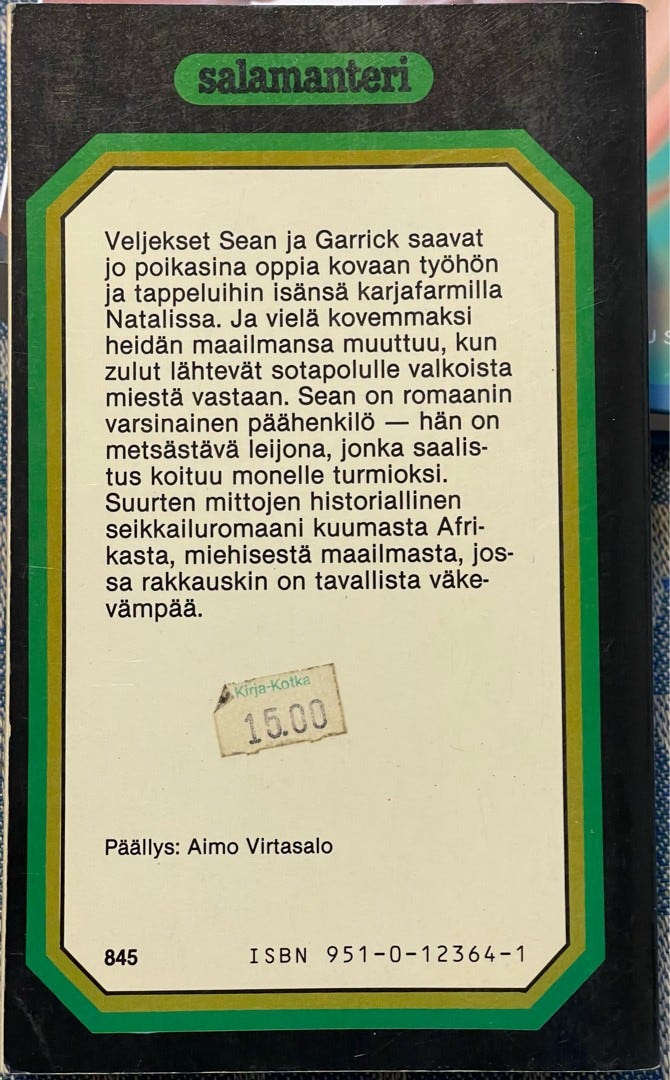 salamanteri
Veljekset Sean ja Garrick saavat
jo poikasina oppia kovaan työhön
ja tappeluihin isänsä karjafarmilla
Natalissa. Ja vielä kovemmaksi
heidän maailmansa muuttuu, kun
zulut lähtevät sotapolulle valkoista
miestä vastaan. Sean on romaanin
varsinainen päähenkilö — hän on
metsästävä leijona, jonka saalis-
tus koituu monelle turmioksi.
Suurten mittojen historiallinen
seikkailuromaani kuumasta Afri-
kasta, miehisestä maailmasta, jos-
sa rakkauskin on tavallista väke-
vämpää.
Kirja-Kotka
15.00
Päällys: Aimo Virtasalo
845 ISBN 951-0-12364-1